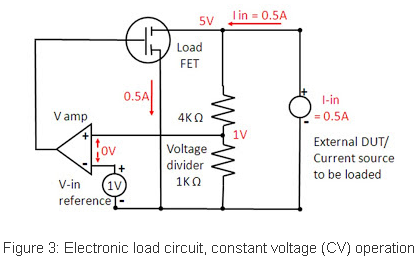 5V
I in = 0.5A
Load
FET
0.5A
V amp
4K Ω
I-in
= 0.5A
+
-
+
-
0V
1V
Voltage
divider
1K Ω
External DUT/
Current source
to be loaded
V-in
reference
1V
+
-
Figure 3: Electronic load circuit, constant voltage (CV) operation